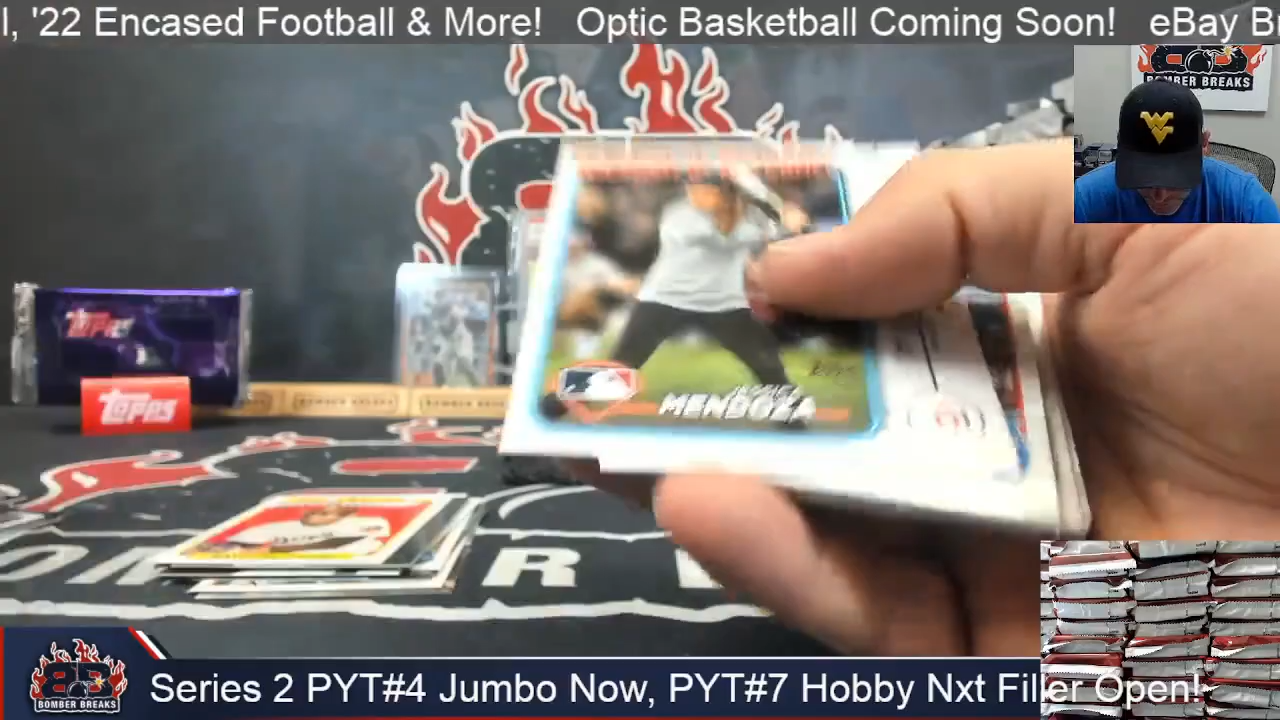 l, '22 Encased Football & More!   Optic Basketball Coming Soon!   eBay B
BOMBER BREAKS
TOPPS
TOPPS
MENDOZA
BOMBER BREAKS
Series 2 PYT#4 Jumbo Now, PYT#7 Hobby Nxt Filler Open!